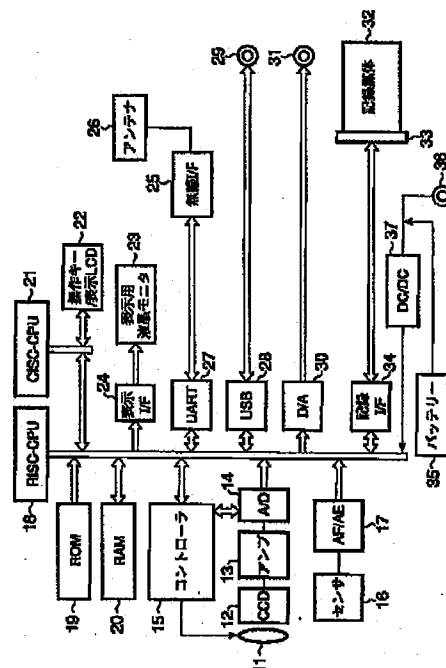 18
RISC-CPU
21
CISC-CPU
22
操作キー
/表示LCD
23
表示用
液晶モニタ
24
表示
I/F
26
アンテナ
25
無線I/F
27
UART
28
USB
29
30
D/A
31
32
記録媒体
33
34
記録
I/F
35
バッテリー
36
37
DC/DC
19
ROM
20
RAM
15
コントローラ
14
A/D
13
アンプ
12
CCD
11
17
AF/AE
16
センサ